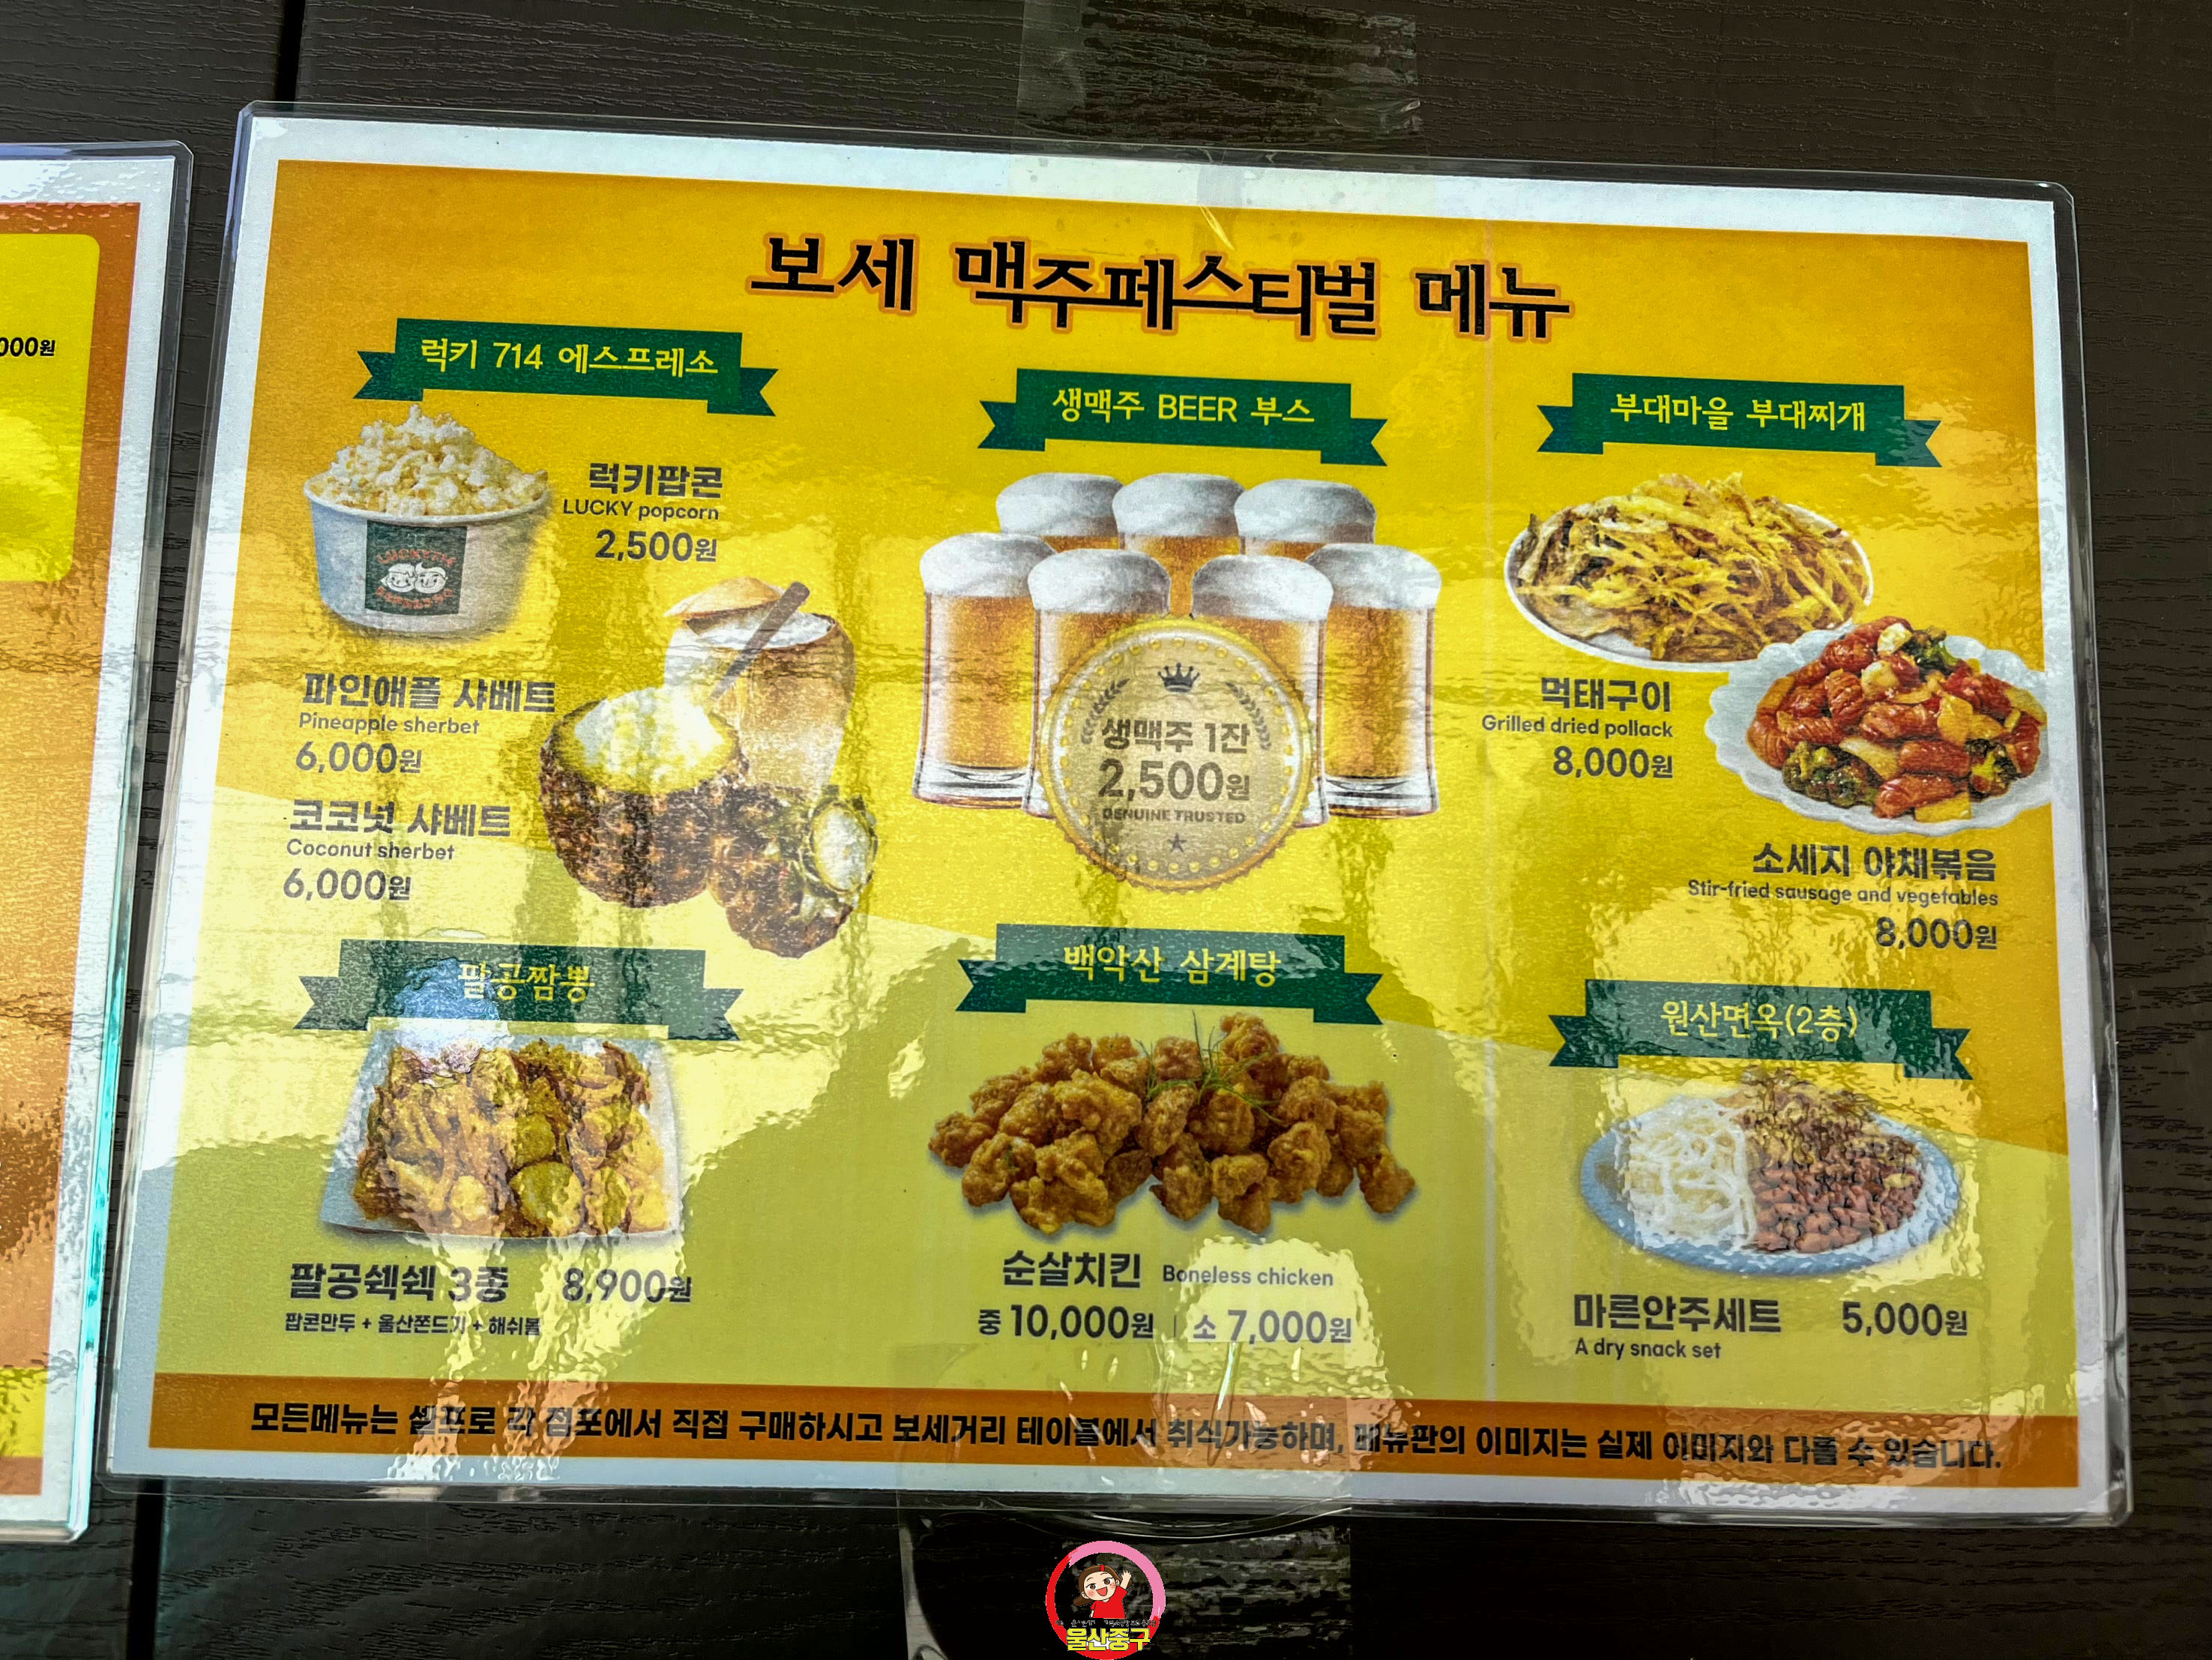 000원
보세 맥주페스티벌 메뉴
럭키 714 에스프레소
럭키팝콘
LUCKY popcorn
2,500원
파인애플 샤베트
Pineapple sherbet
6,000원
코코넛 샤베트
Coconut sherbet
6,000원
생맥주 BEER 부스
생맥주 1잔
2,500원
GENUINE TRUSTED
부대마을 부대찌개
먹태구이
Grilled dried pollack
8,000원
소세지 야채볶음
Stir-fried sausage and vegetables
8,000원
팔공짬뽕
팔공쉑쉑 3종 8,900원
팝콘만두 + 울산쫀드기 + 해쉬볼
백악산 삼계탕
순살치킨 Boneless chicken
중 10,000원 | 소 7,000원
원산면옥(2층)
마른안주세트 5,000원
A dry snack set
모든메뉴는 셀프로 각 점포에서 직접 구매하시고 보세거리 테이블에서 취식가능하며, 메뉴판의 이미지는 실제 이미지와 다를 수 있습니다.
울산중구